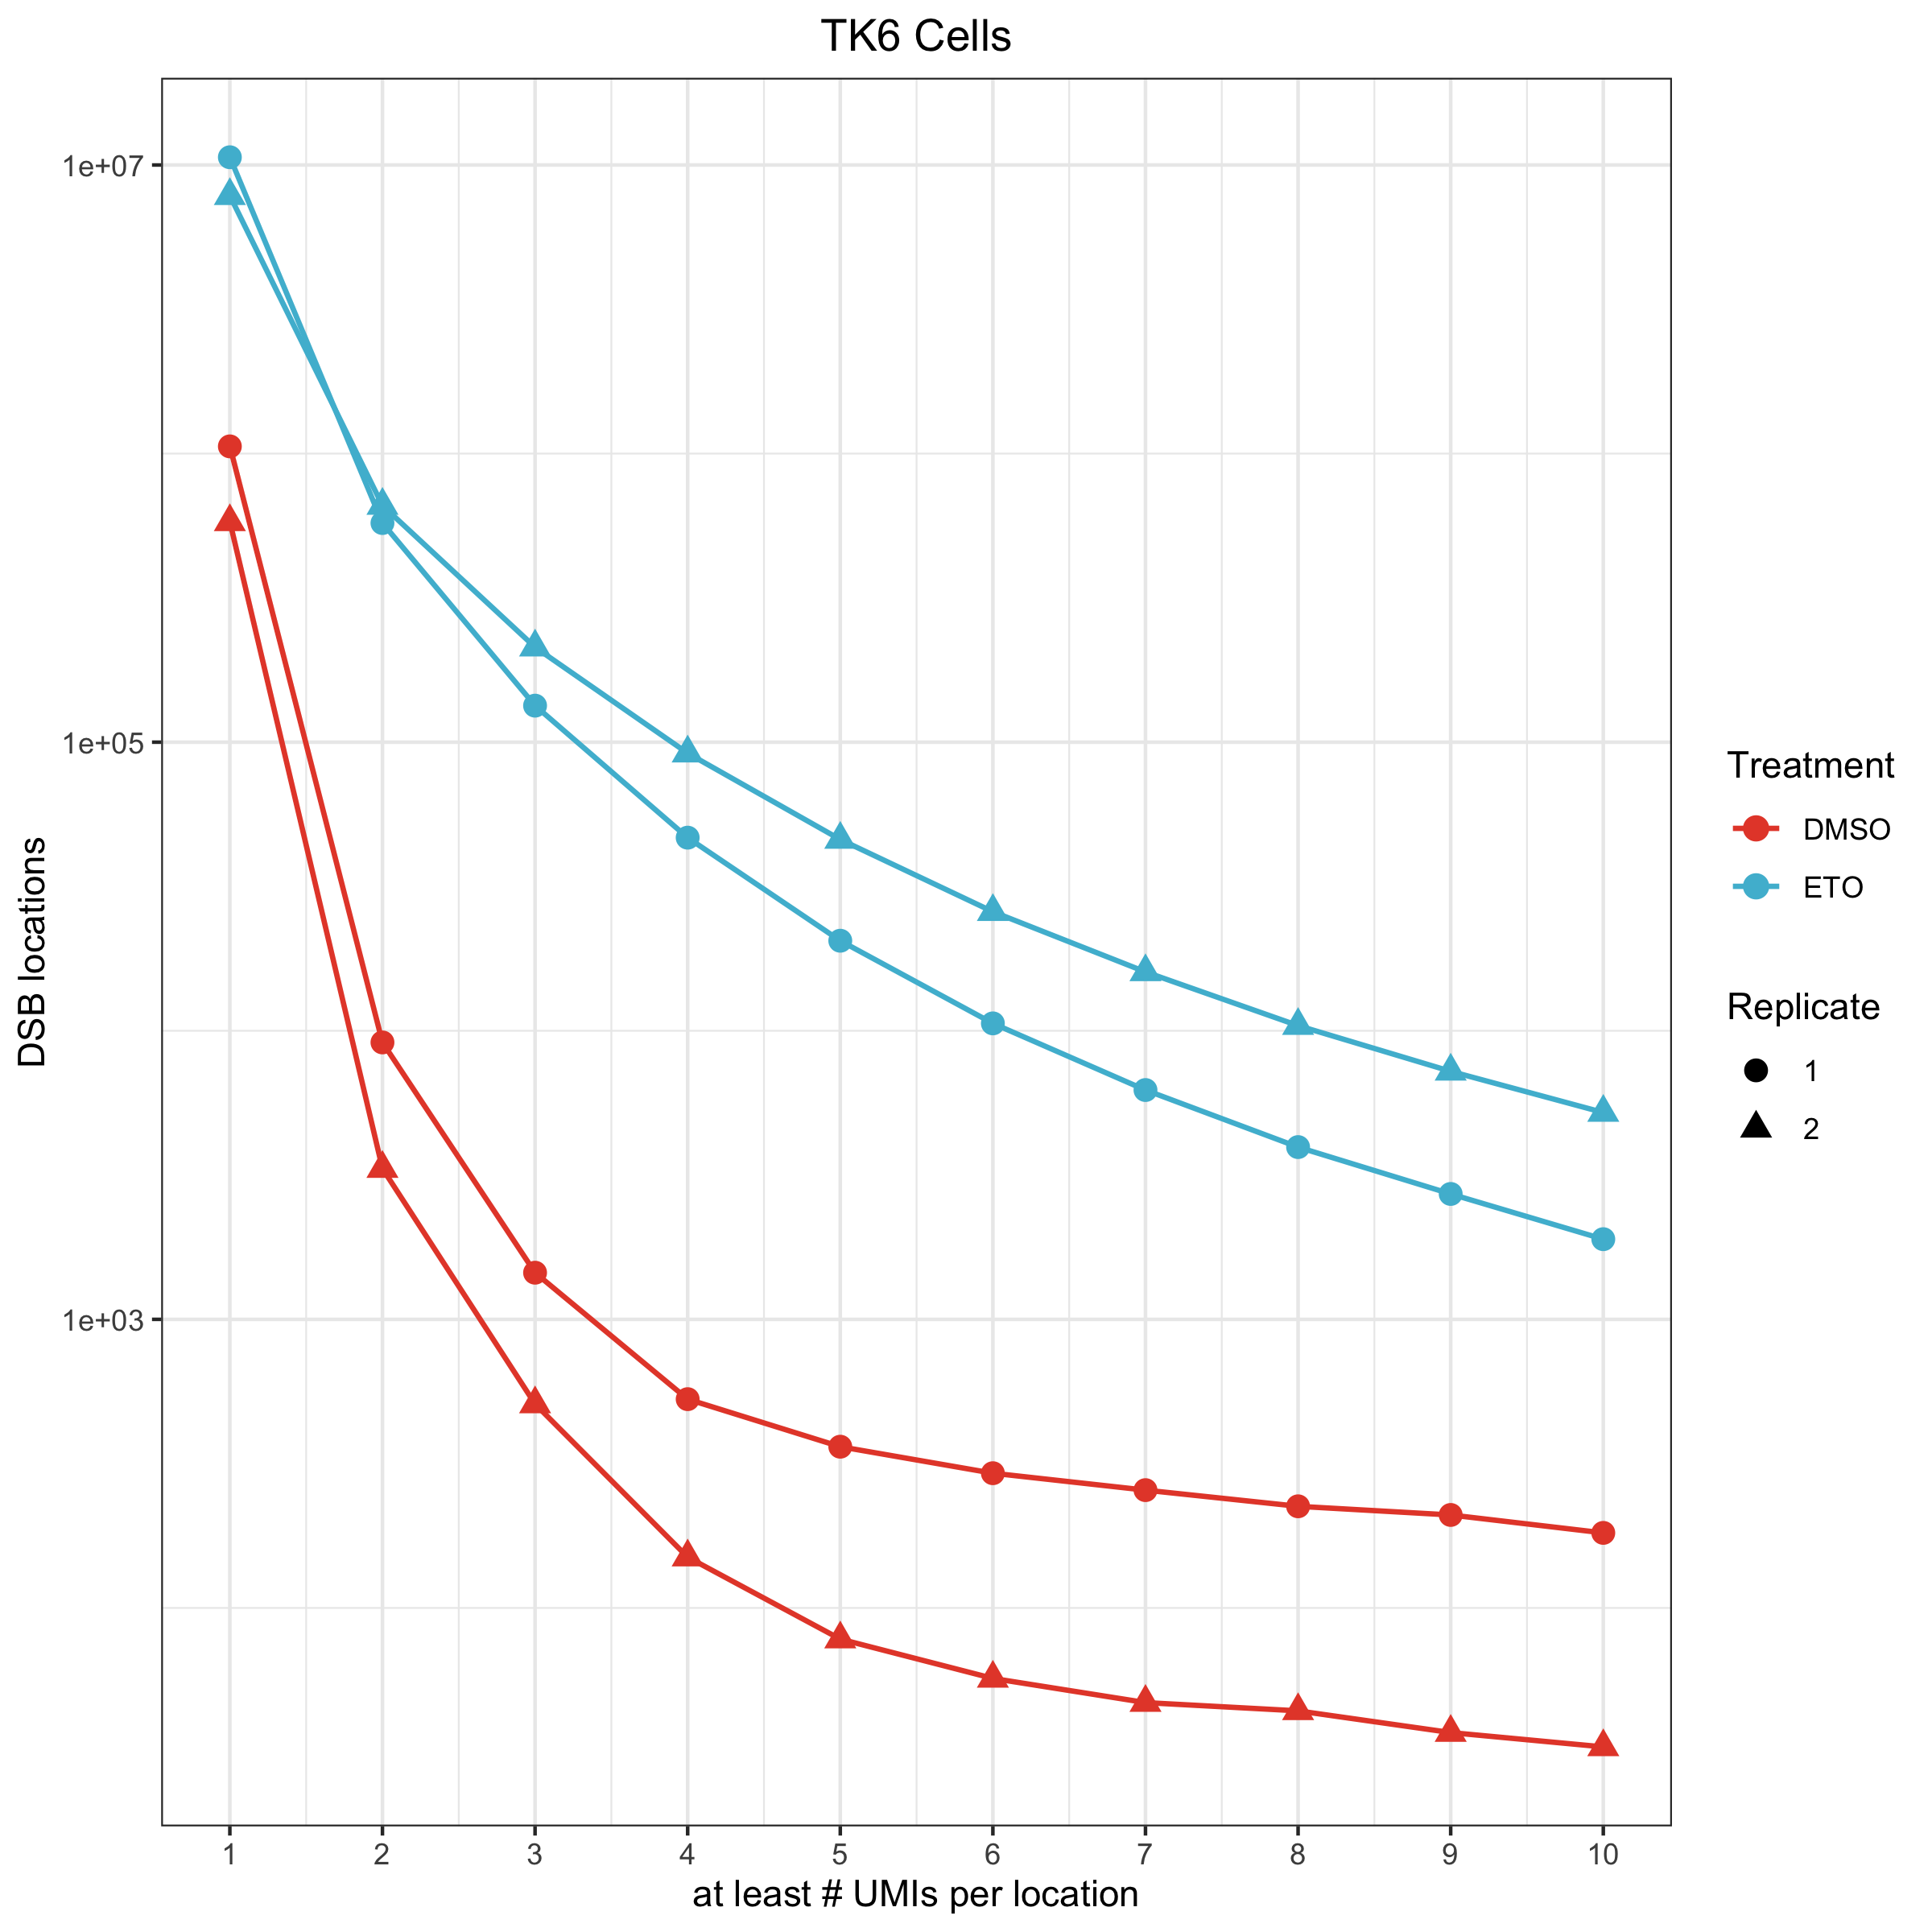 TK6 Cells
DSB locations
1e+07
1e+05
1e+03
1 2 3 4 5 6 7 8 9 10
at least # UMIs per location
Treatment
DMSO
ETO
Replicate
1
2